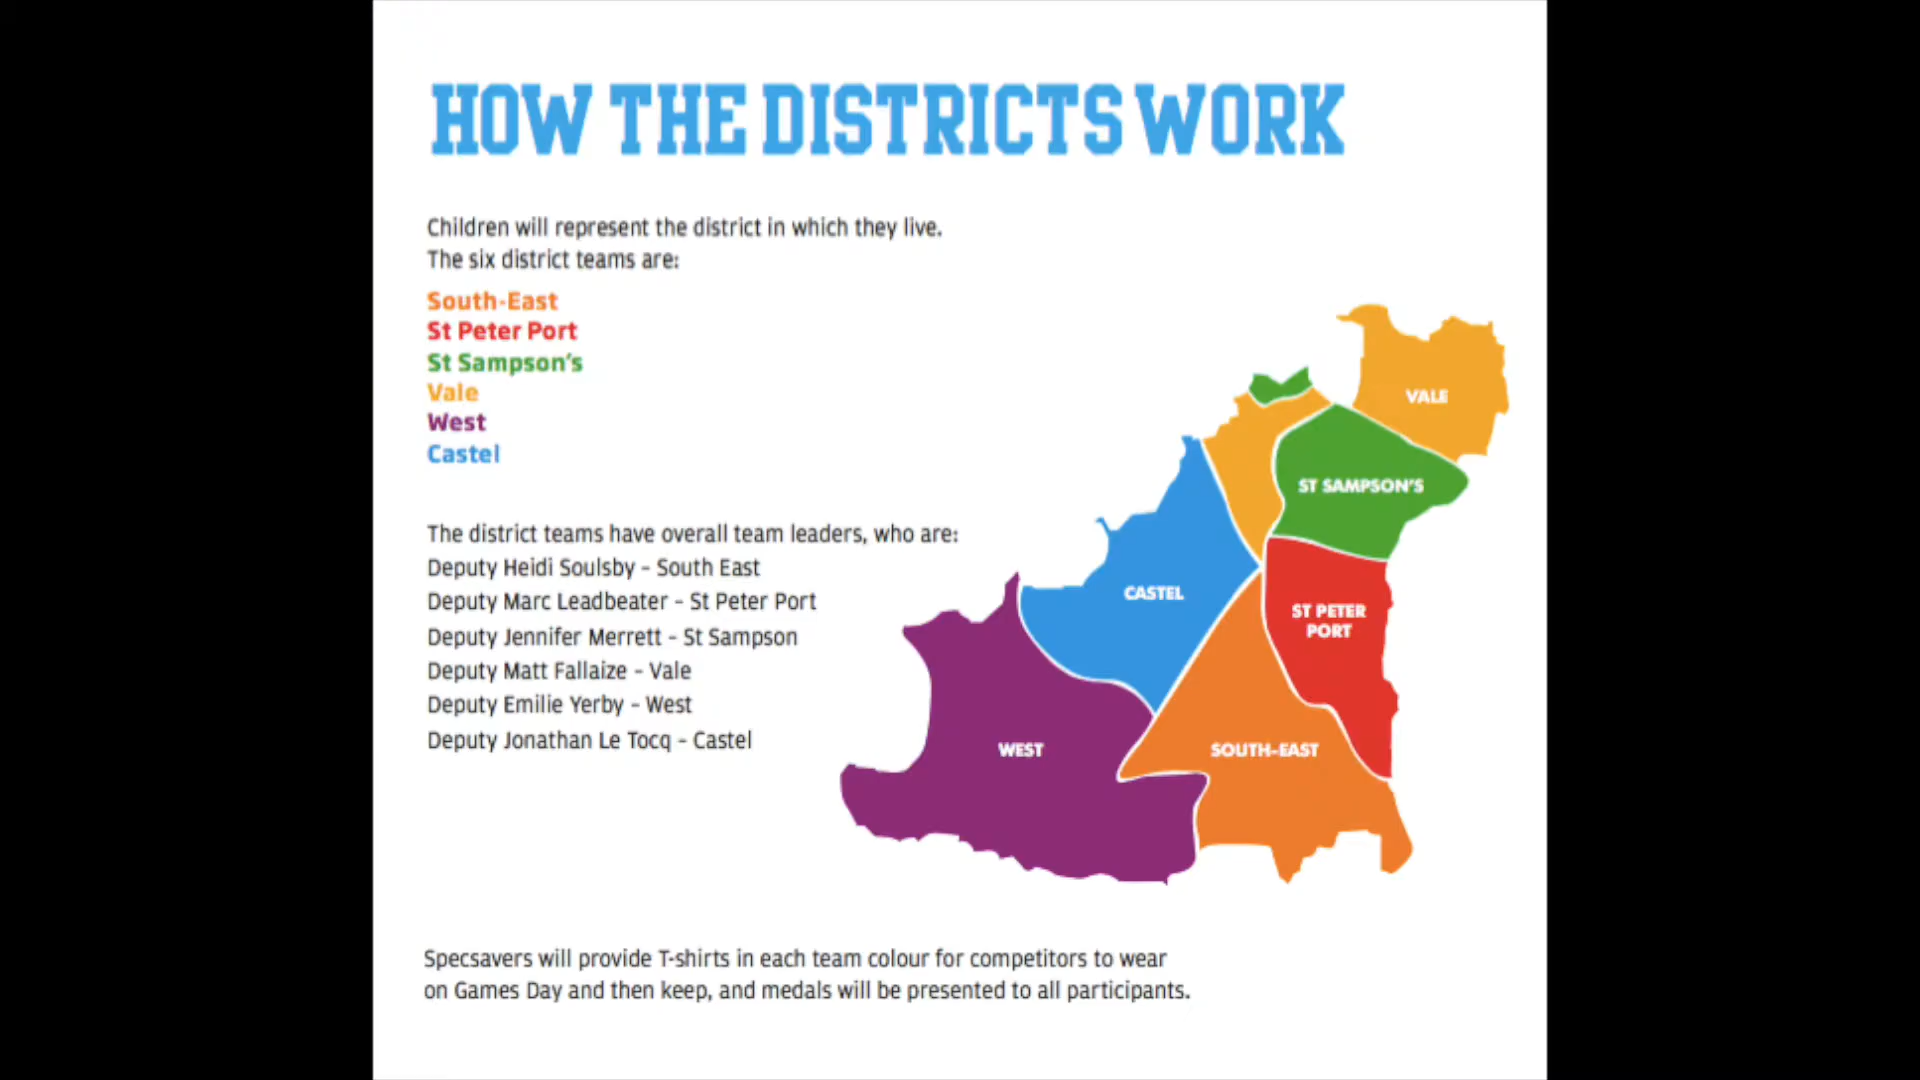 HOW THE DISTRICTS WORK
Children will represent the district in which they live.
The six district teams are:
South-East
St Peter Port
St Sampson's
Vale
West
Castel
The district teams have overall team leaders, who are:
Deputy Heidi Soulsby – South East
Deputy Marc Leadbeater – St Peter Port
Deputy Jennifer Merrett – St Sampson
Deputy Matt Fallaize – Vale
Deputy Emilie Yerby – West
Deputy Jonathan Le Tocq – Castel
VALE
ST SAMPSON'S
CASTEL
ST PETER
PORT
WEST
SOUTH-EAST
Specsavers will provide T-shirts in each team colour for competitors to wear
on Games Day and then keep, and medals will be presented to all participants.